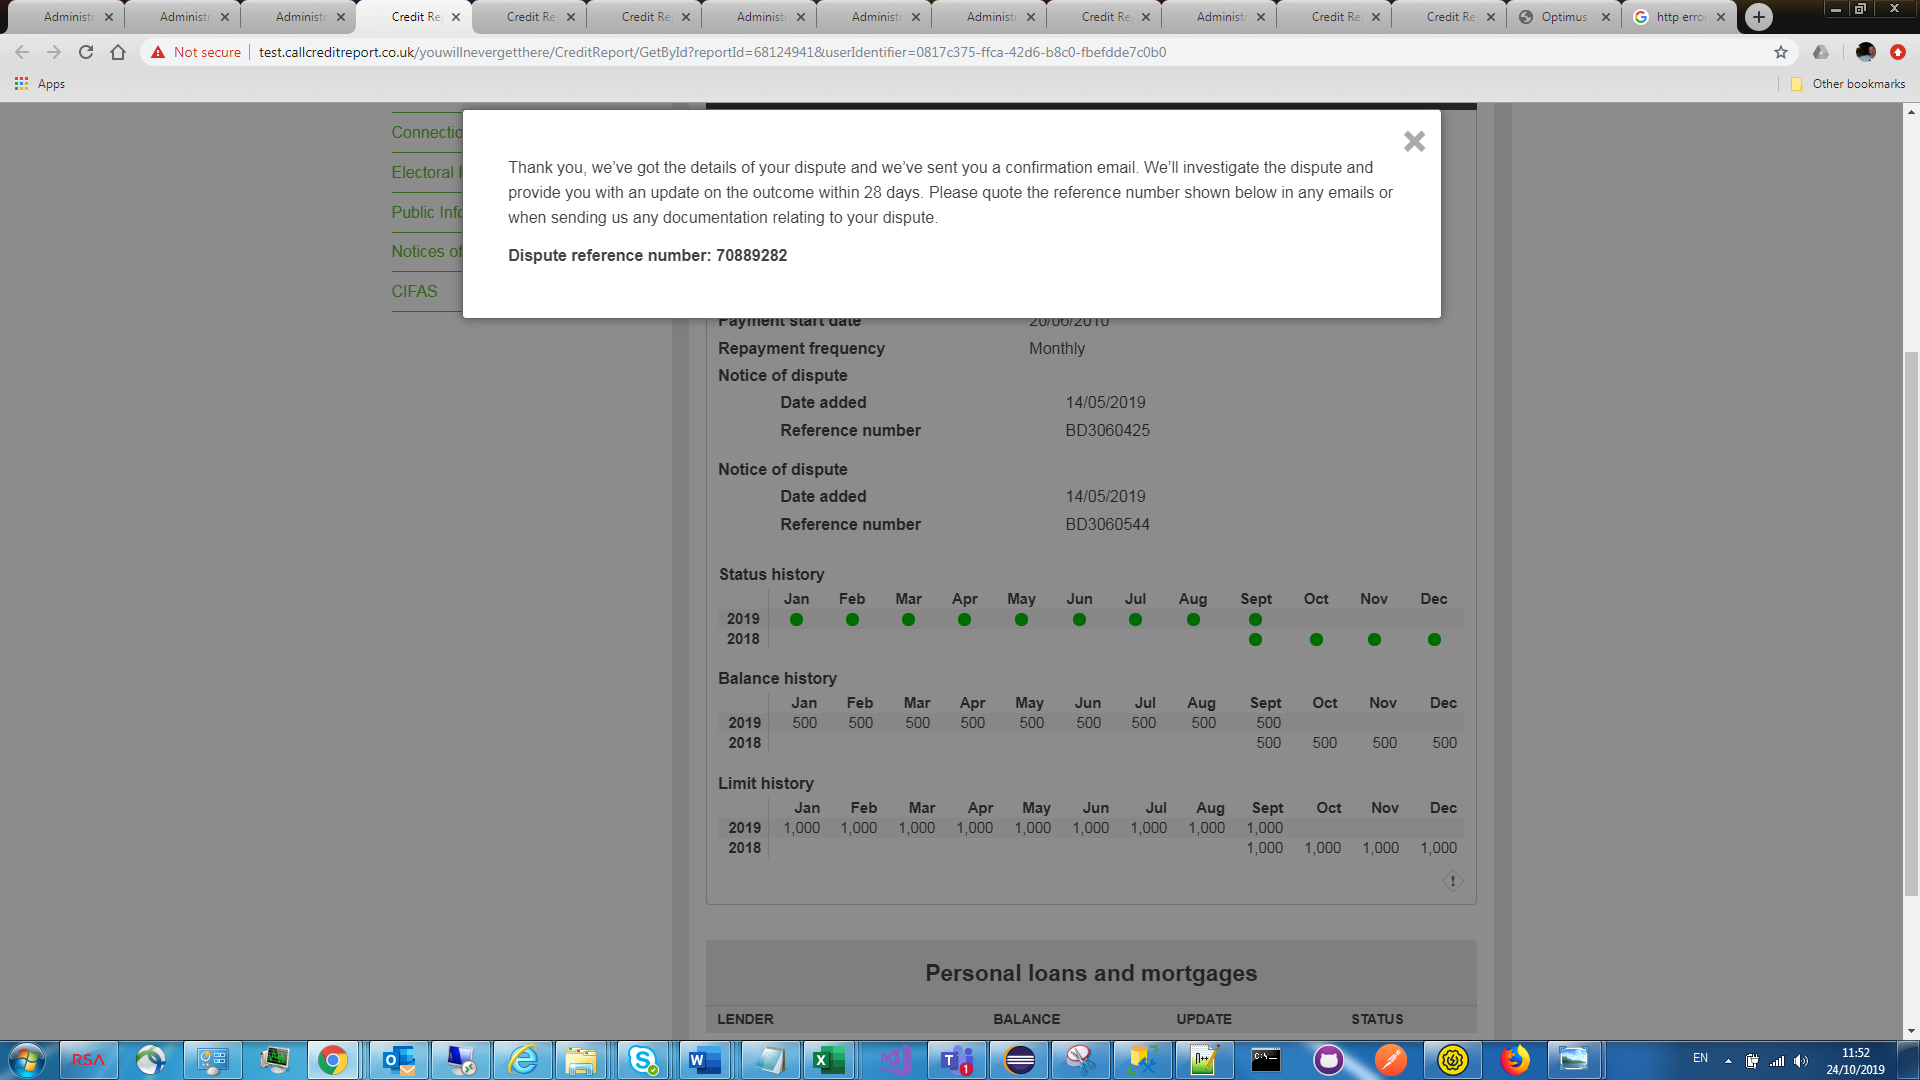 Administr Administr Administr Credit Re Credit Re Credit Re Administr Administr Administr Credit Re Administr Credit Re Credit Re Optimus http erro
Not secure test.callcreditreport.co.uk/youwillnevergetthere/CreditReport/GetById?reportId=68124941&userIdentifier=0817c375-ffca-42d6-b8c0-fbefdde7c0b0
Apps Other bookmarks
Connectio
Electoral
Public Info
Notices of
CIFAS
Thank you, we’ve got the details of your dispute and we’ve sent you a confirmation email. We’ll investigate the dispute and
provide you with an update on the outcome within 28 days. Please quote the reference number shown below in any emails or
when sending us any documentation relating to your dispute.
Dispute reference number: 70889282
Payment start date 20/06/2010
Repayment frequency Monthly
Notice of dispute
Date added 14/05/2019
Reference number BD3060425
Notice of dispute
Date added 14/05/2019
Reference number BD3060544
Status history
Jan Feb Mar Apr May Jun Jul Aug Sept Oct Nov Dec
2019
2018
Balance history
Jan Feb Mar Apr May Jun Jul Aug Sept Oct Nov Dec
2019 500 500 500 500 500 500 500 500 500
2018 500 500 500 500
Limit history
Jan Feb Mar Apr May Jun Jul Aug Sept Oct Nov Dec
2019 1,000 1,000 1,000 1,000 1,000 1,000 1,000 1,000 1,000
2018 1,000 1,000 1,000 1,000
Personal loans and mortgages
LENDER BALANCE UPDATE STATUS
RSA
EN
11:52
24/10/2019